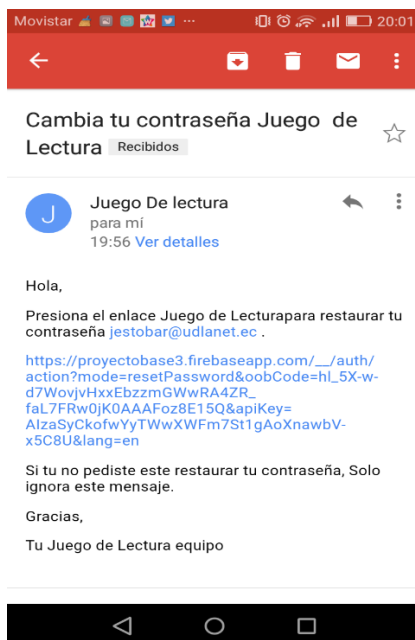 Movistar ... 20:01
Cambia tu contraseña Juego de
Lectura Recibidos
J Juego De lectura
para mí
19:56 Ver detalles
Hola,
Presiona el enlace Juego de Lecturapara restaurar tu
contraseña jestobar@udlanet.ec .
https://proyectobase3.firebaseapp.com/__/auth/
action?mode=resetPassword&oobCode=hl_5X-w-
d7WovjvHxxEbzzmGWwRA4ZR_
faL7FRw0jK0AAAFoz8E15Q&apiKey=
AIzaSyCkofwYyTWwXWFm7St1gAoXnawbV-
x5C8U&lang=en
Si tu no pediste este restaurar tu contraseña, Solo
ignora este mensaje.
Gracias,
Tu Juego de Lectura equipo